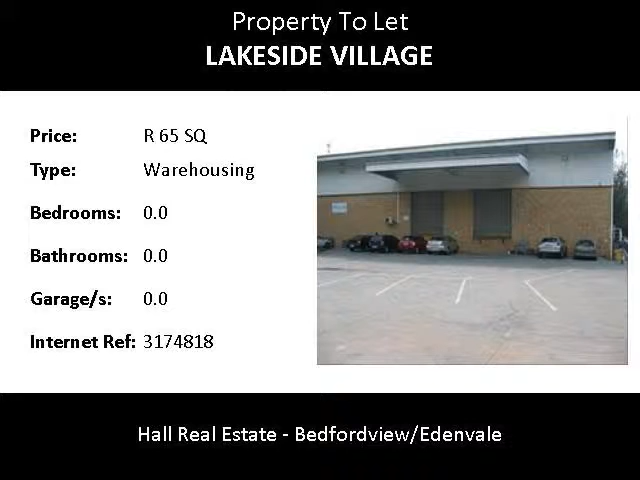 Property To Let
LAKESIDE VILLAGE
Price: R 65 SQ
Type: Warehousing
Bedrooms: 0.0
Bathrooms: 0.0
Garage/s: 0.0
Internet Ref: 3174818
Hall Real Estate - Bedfordview/Edenvale